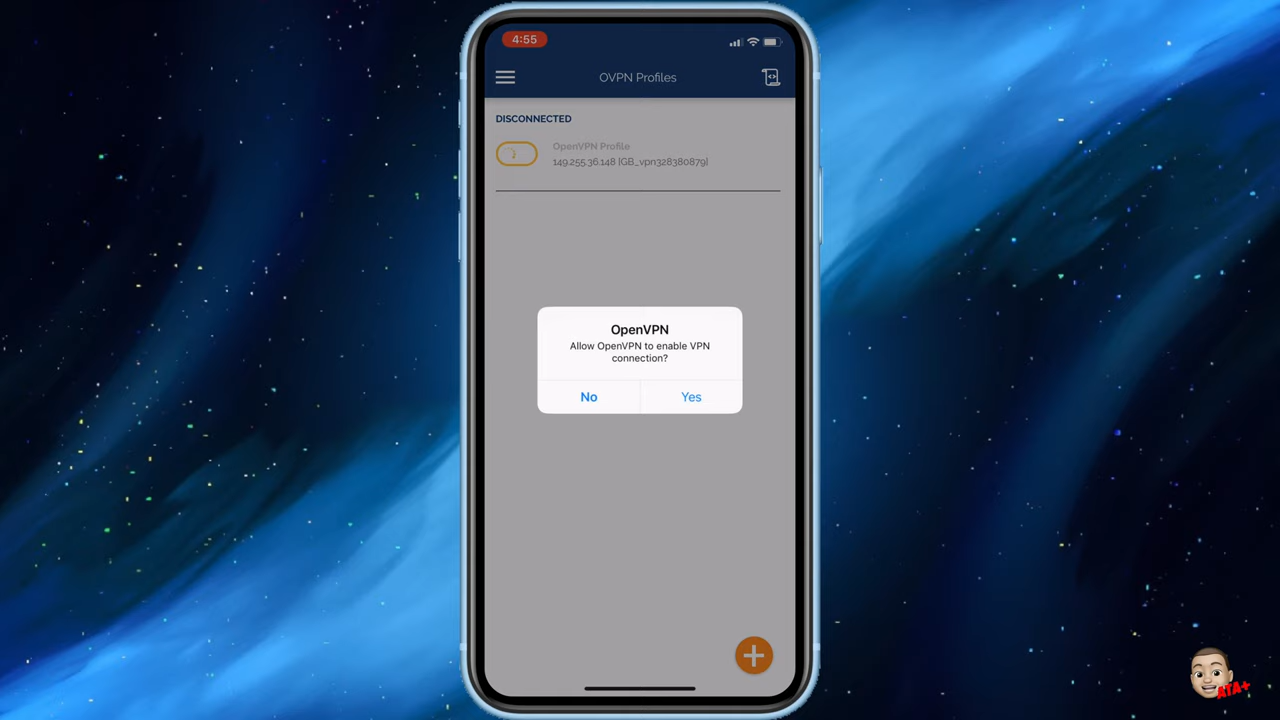 4:55
OVPN Profiles
DISCONNECTED
OpenVPN Profile
149.255.36.148 [GB_vpn328380879]
OpenVPN
Allow OpenVPN to enable VPN
connection?
No
Yes
ATA+